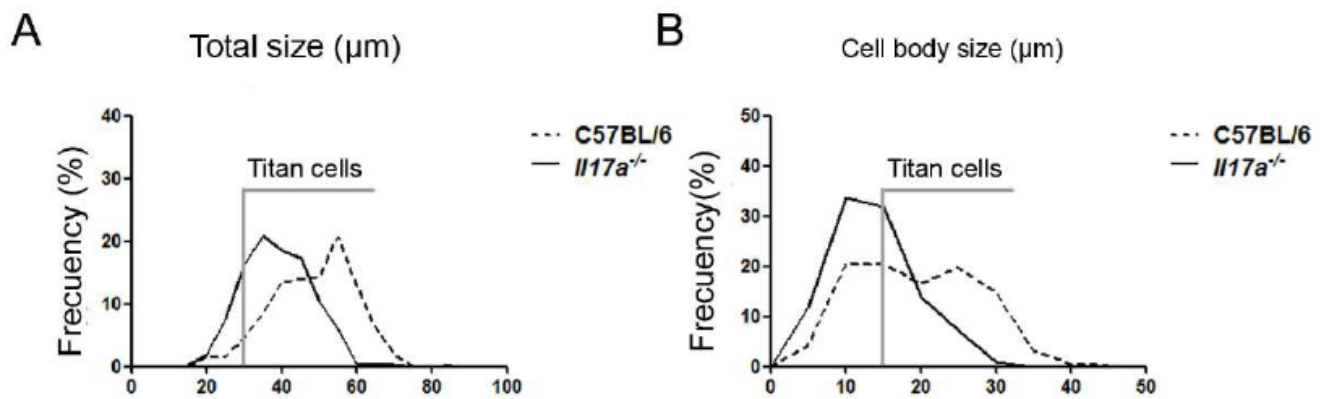 A
Total size (µm)
Frecuency (%)
40
30
20
10
0
0 20 40 60 80 100
Titan cells
C57BL/6
Il17a-/-
B
Cell body size (µm)
Frecuency(%)
50
40
30
20
10
0
0 10 20 30 40 50
Titan cells
C57BL/6
Il17a-/-